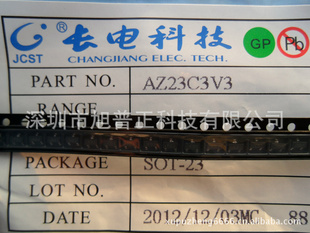 长电科技
GP
Pb
JCST
CHANGJIANG ELEC. TECH.
PART NO. AZ23C3V3
RANGE
深圳市旭普正科技有限公司
PACKAGE SOT-23
LOT NO.
DATE 2012/12/03MC 88